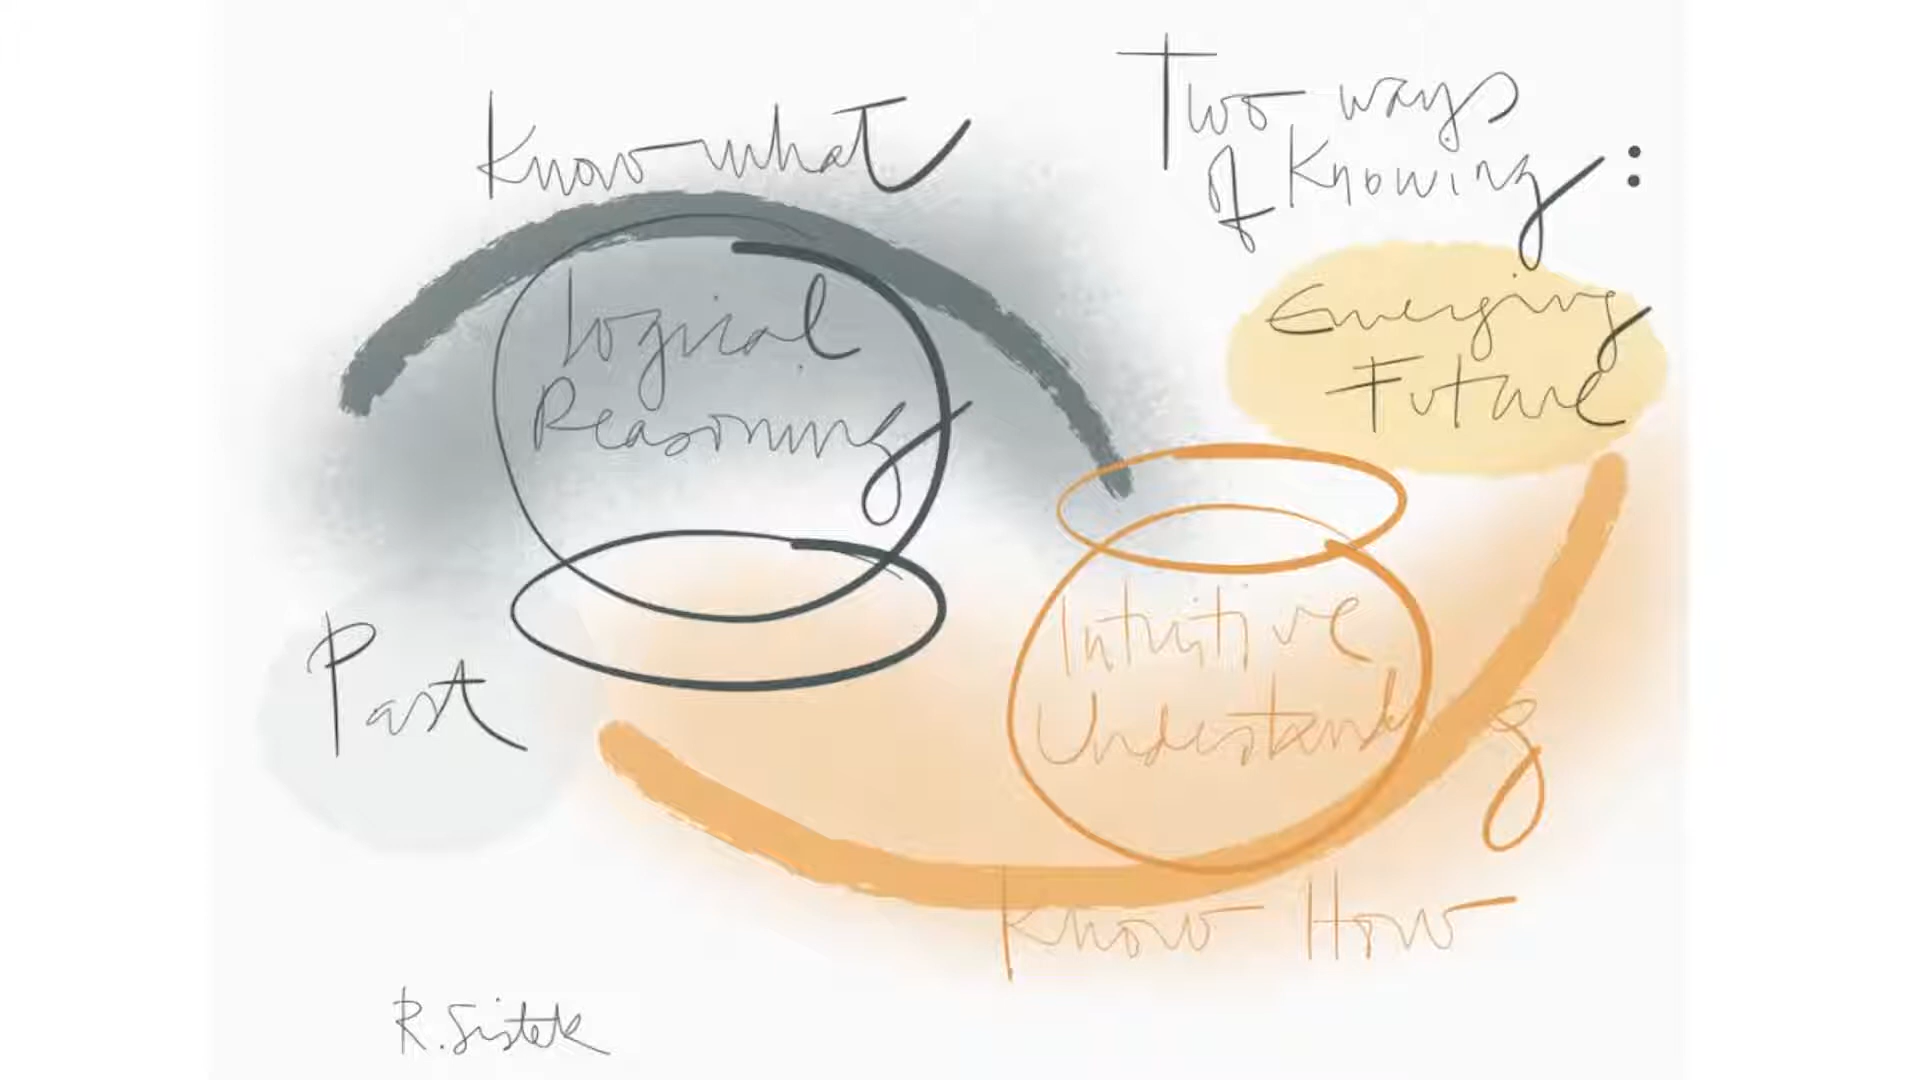 Two ways
of Knowing:
Know what
Logical
Reasoning
Emerging
Future
Past
Intuitive
Understanding
Know How
R. Sistek